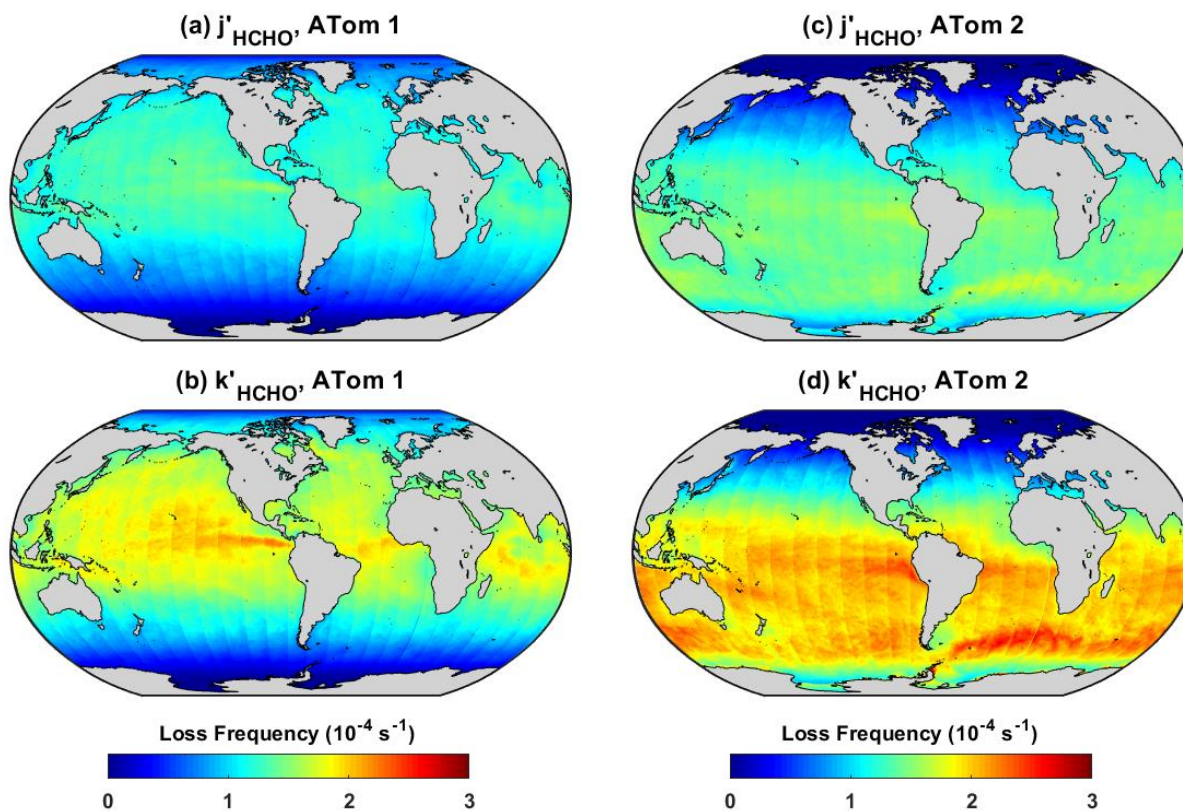 (a) j'HCHO, ATom 1
(c) j'HCHO, ATom 2
(b) k'HCHO, ATom 1
(d) k'HCHO, ATom 2
Loss Frequency (10⁻⁴ s⁻¹)
0 1 2 3
Loss Frequency (10⁻⁴ s⁻¹)
0 1 2 3